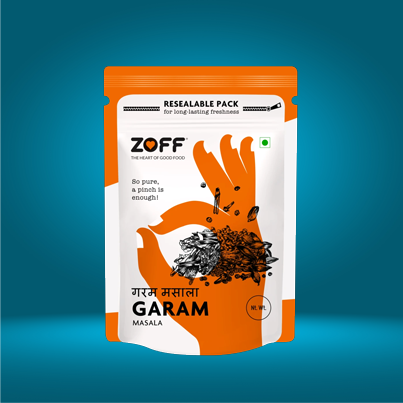 RESEALABLE PACK
for long-lasting freshness
ZOFF
THE HEART OF GOOD FOOD
So pure,
a pinch is
enough!
गरम मसाला
GARAM
MASALA
Nt. Wt.